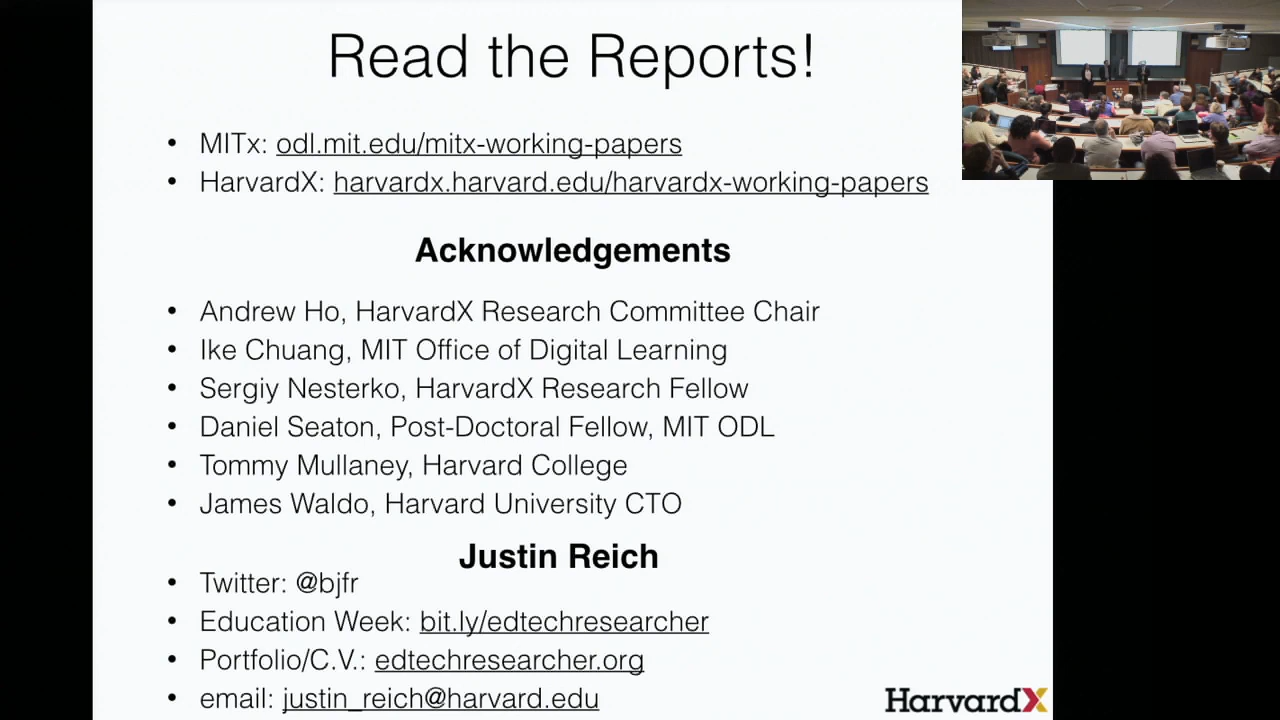 Read the Reports!
• MITx: odl.mit.edu/mitx-working-papers
• HarvardX: harvardx.harvard.edu/harvardx-working-papers
Acknowledgements
• Andrew Ho, HarvardX Research Committee Chair
• Ike Chuang, MIT Office of Digital Learning
• Sergiy Nesterko, HarvardX Research Fellow
• Daniel Seaton, Post-Doctoral Fellow, MIT ODL
• Tommy Mullaney, Harvard College
• James Waldo, Harvard University CTO
Justin Reich
• Twitter: @bjfr
• Education Week: bit.ly/edtechresearcher
• Portfolio/C.V.: edtechresearcher.org
• email: justin_reich@harvard.edu
HarvardX